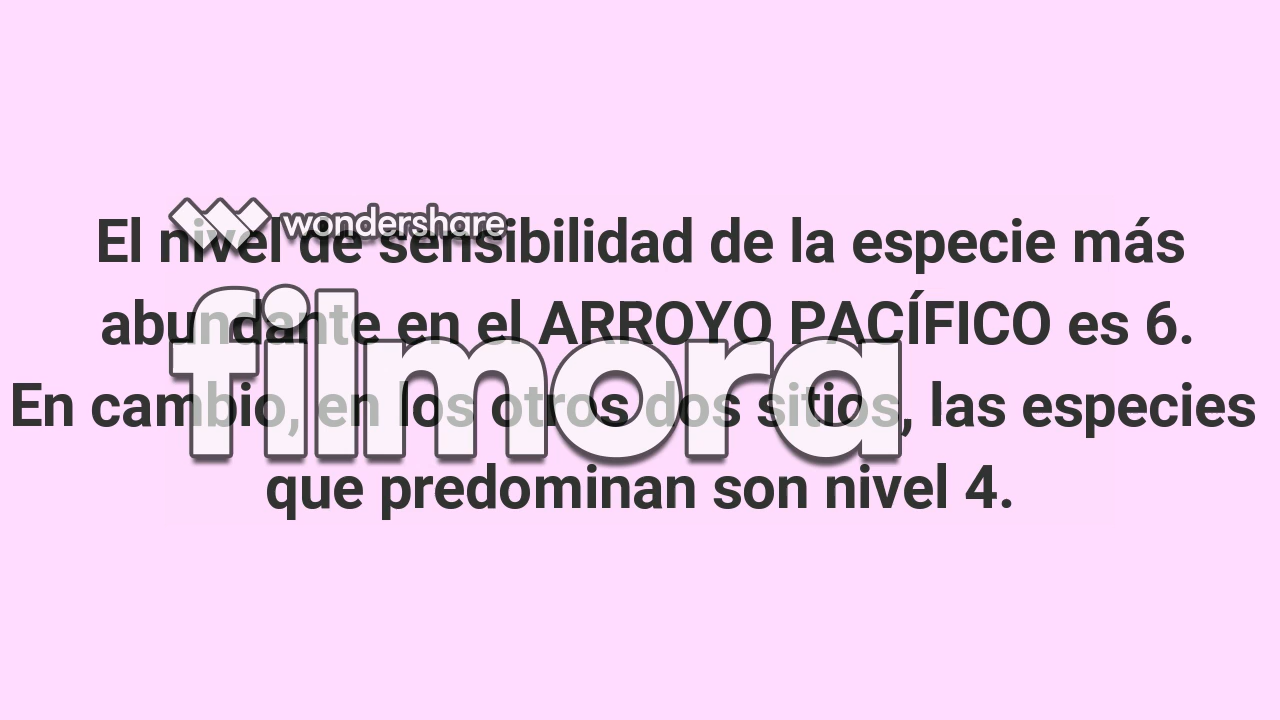 wondershare
El nivel de sensibilidad de la especie más
abundante en el ARROYO PACÍFICO es 6.
filmora
En cambio, en los otros dos sitios, las especies
que predominan son nivel 4.